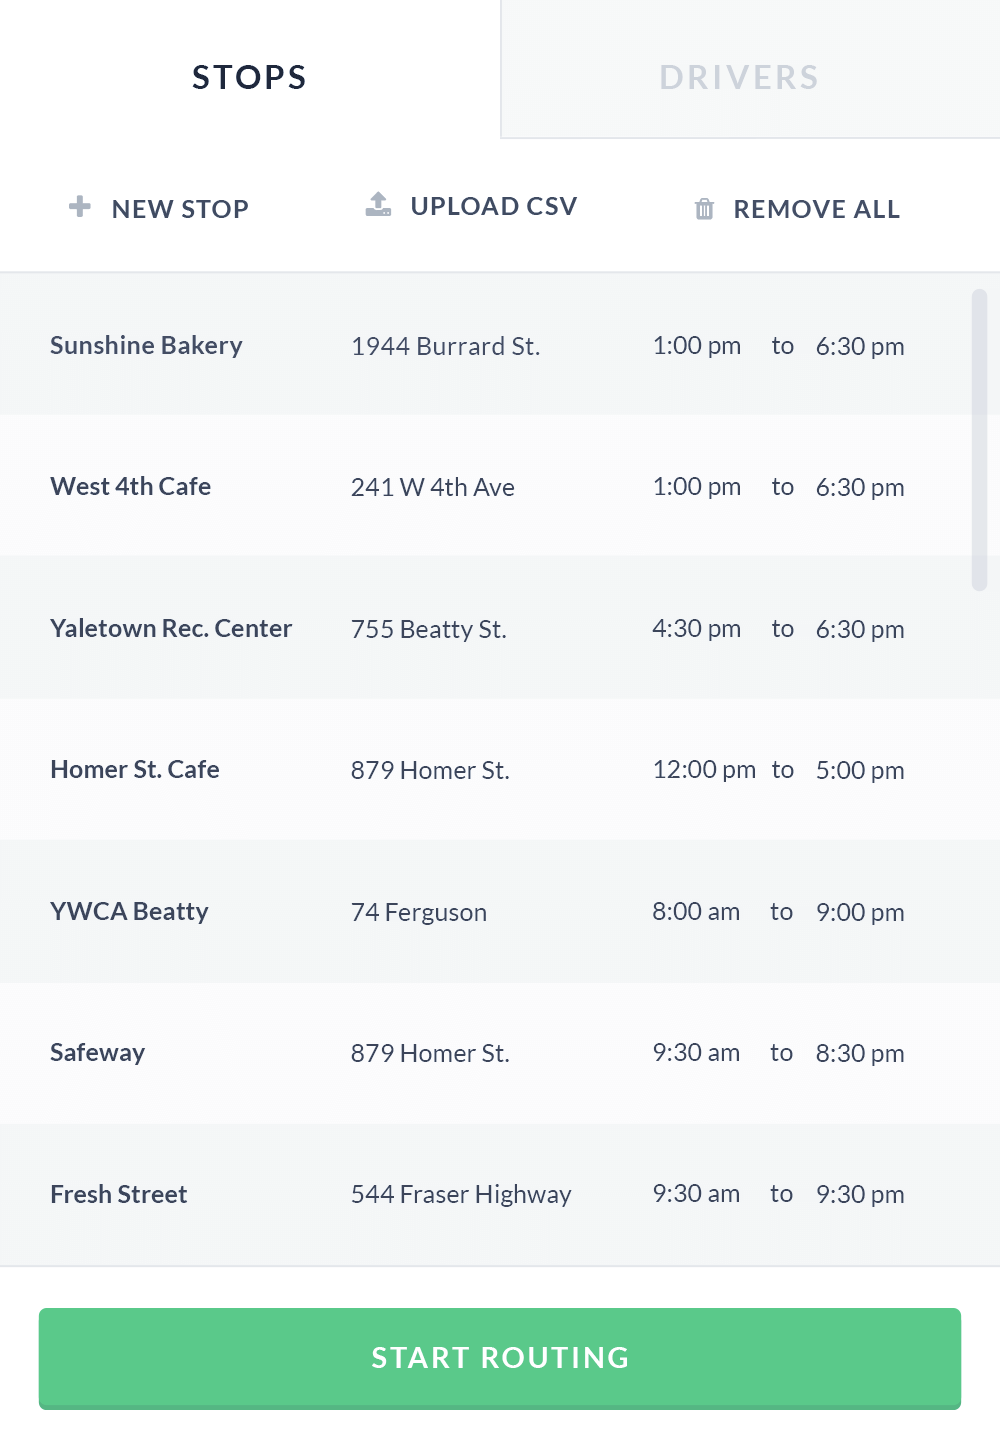 STOPS DRIVERS
NEW STOP UPLOAD CSV REMOVE ALL
Sunshine Bakery 1944 Burrard St. 1:00 pm to 6:30 pm
West 4th Cafe 241 W 4th Ave 1:00 pm to 6:30 pm
Yaletown Rec. Center 755 Beatty St. 4:30 pm to 6:30 pm
Homer St. Cafe 879 Homer St. 12:00 pm to 5:00 pm
YWCA Beatty 74 Ferguson 8:00 am to 9:00 pm
Safeway 879 Homer St. 9:30 am to 8:30 pm
Fresh Street 544 Fraser Highway 9:30 am to 9:30 pm
START ROUTING